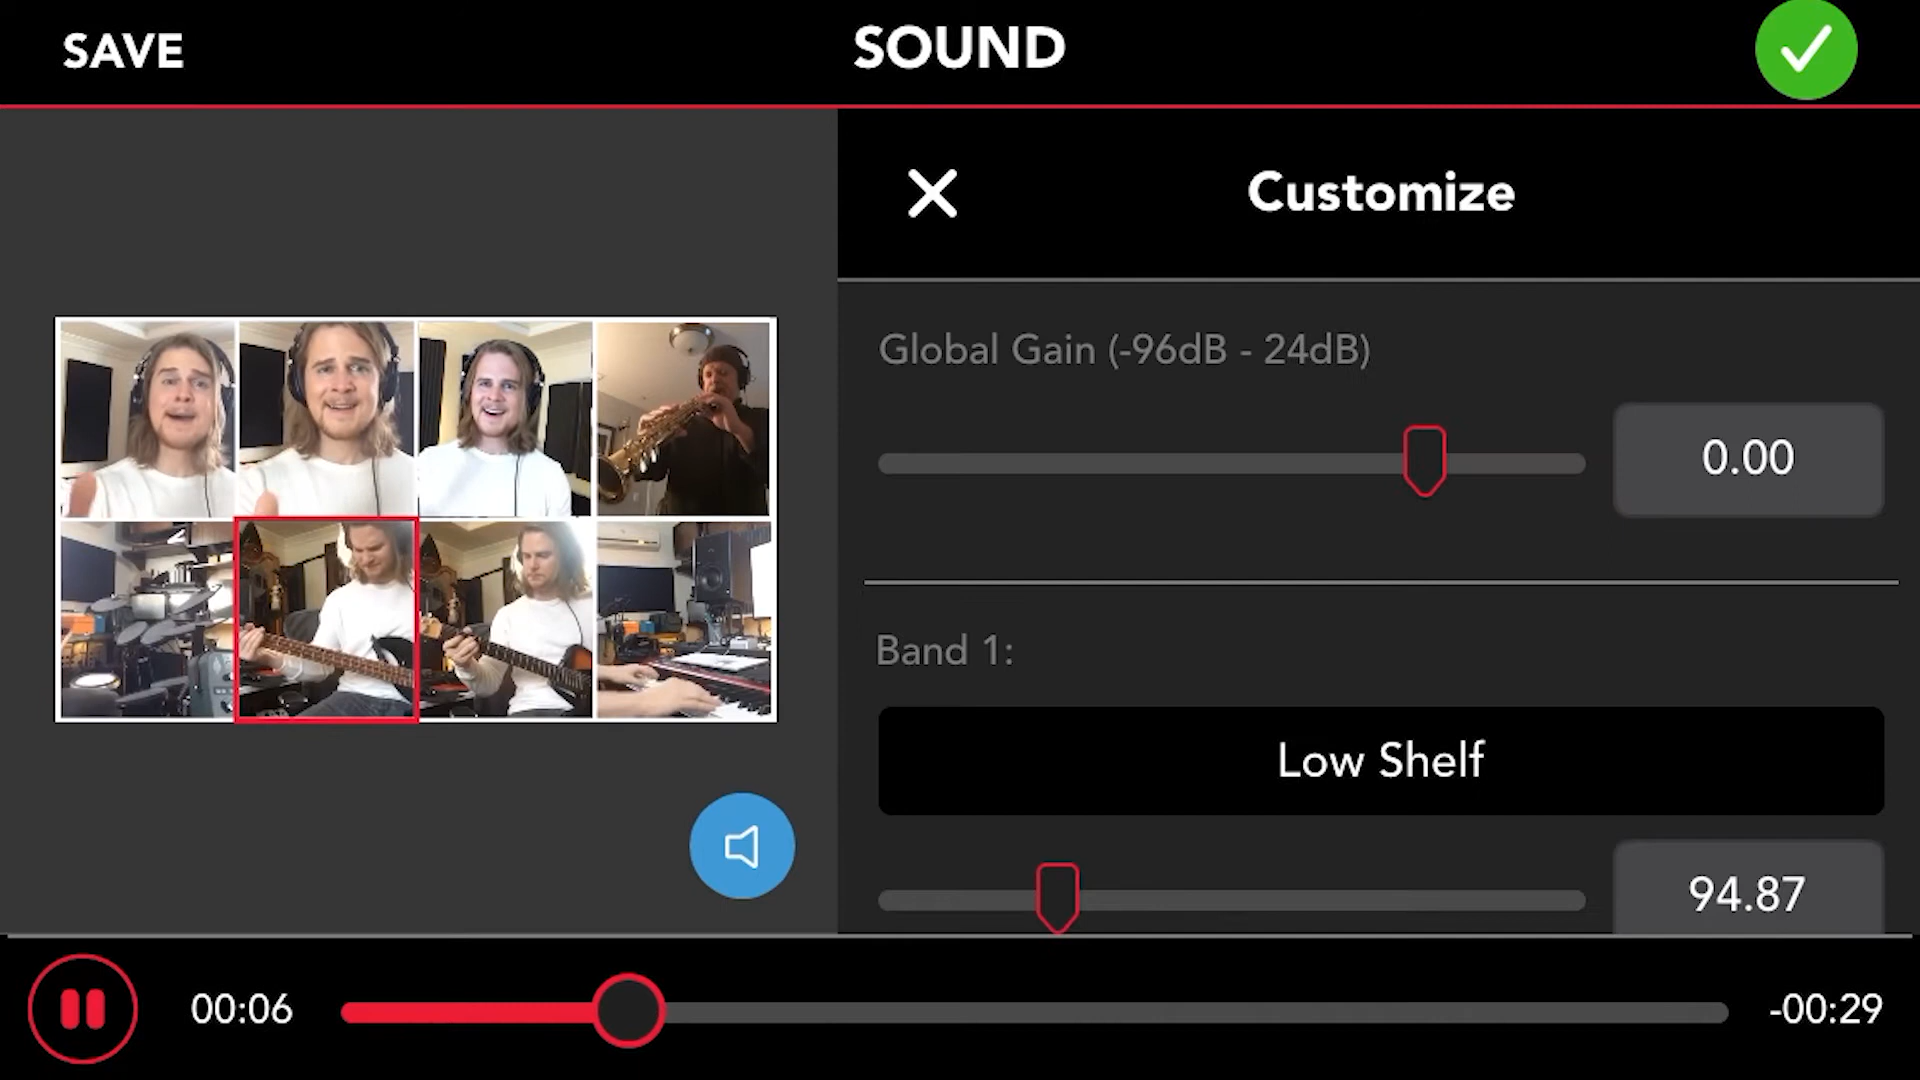 SAVE
SOUND
Customize
Global Gain (-96dB - 24dB)
0.00
Band 1:
Low Shelf
94.87
00:06
-00:29